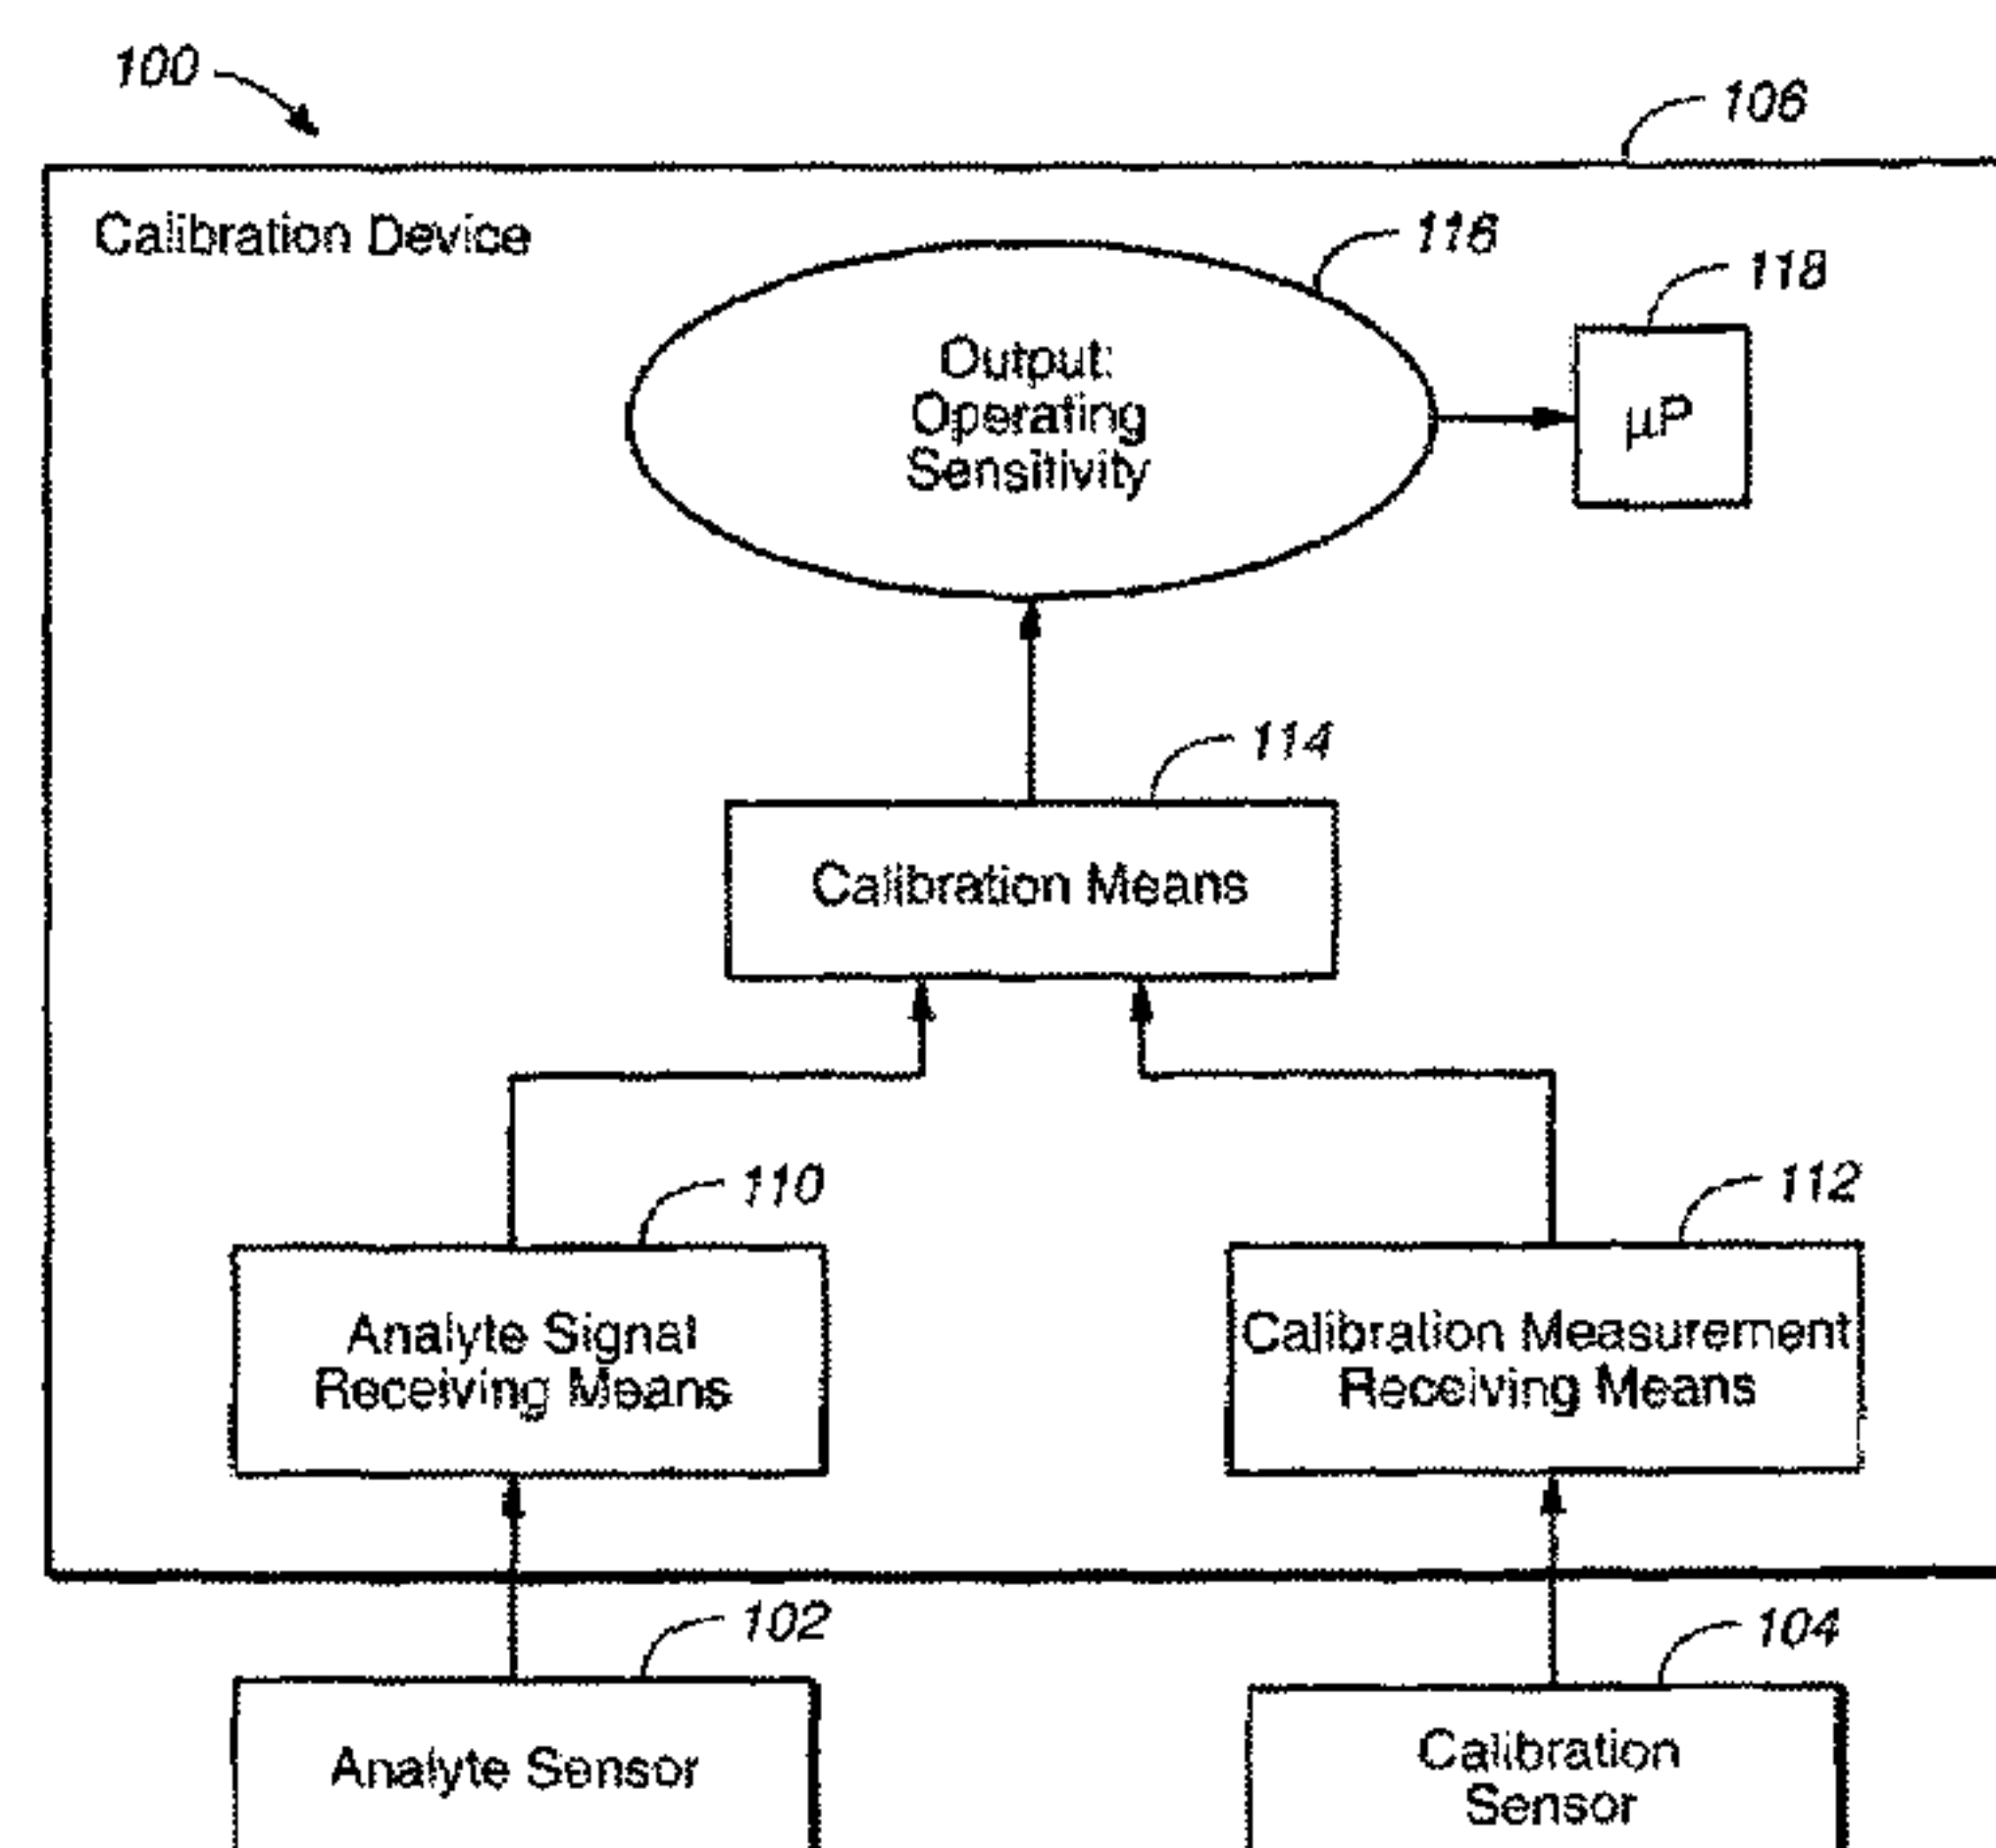 100
106
Calibration Device
116
118
Output:
Operating
Sensitivity
µP
114
Calibration Means
110
112
Analyte Signal
Receiving Means
Calibration Measurement
Receiving Means
102
104
Analyte Sensor
Calibration
Sensor